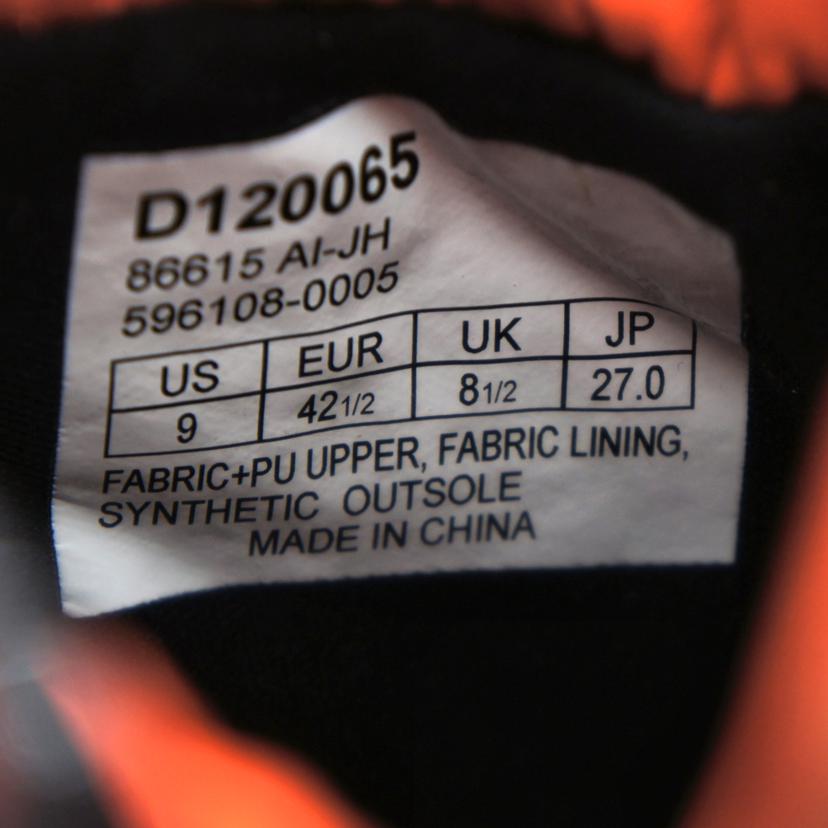 D120065
86615 AI-JH
596108-0005
US EUR UK JP
9 42 1/2 8 1/2 27.0
FABRIC+PU UPPER, FABRIC LINING,
SYNTHETIC OUTSOLE
MADE IN CHINA